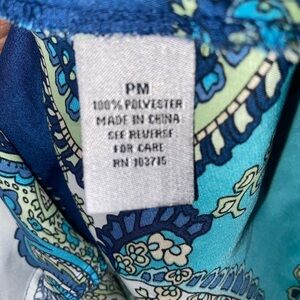 PM
100% POLYESTER
MADE IN CHINA
SEE REVERSE
FOR CARE
RN 103715